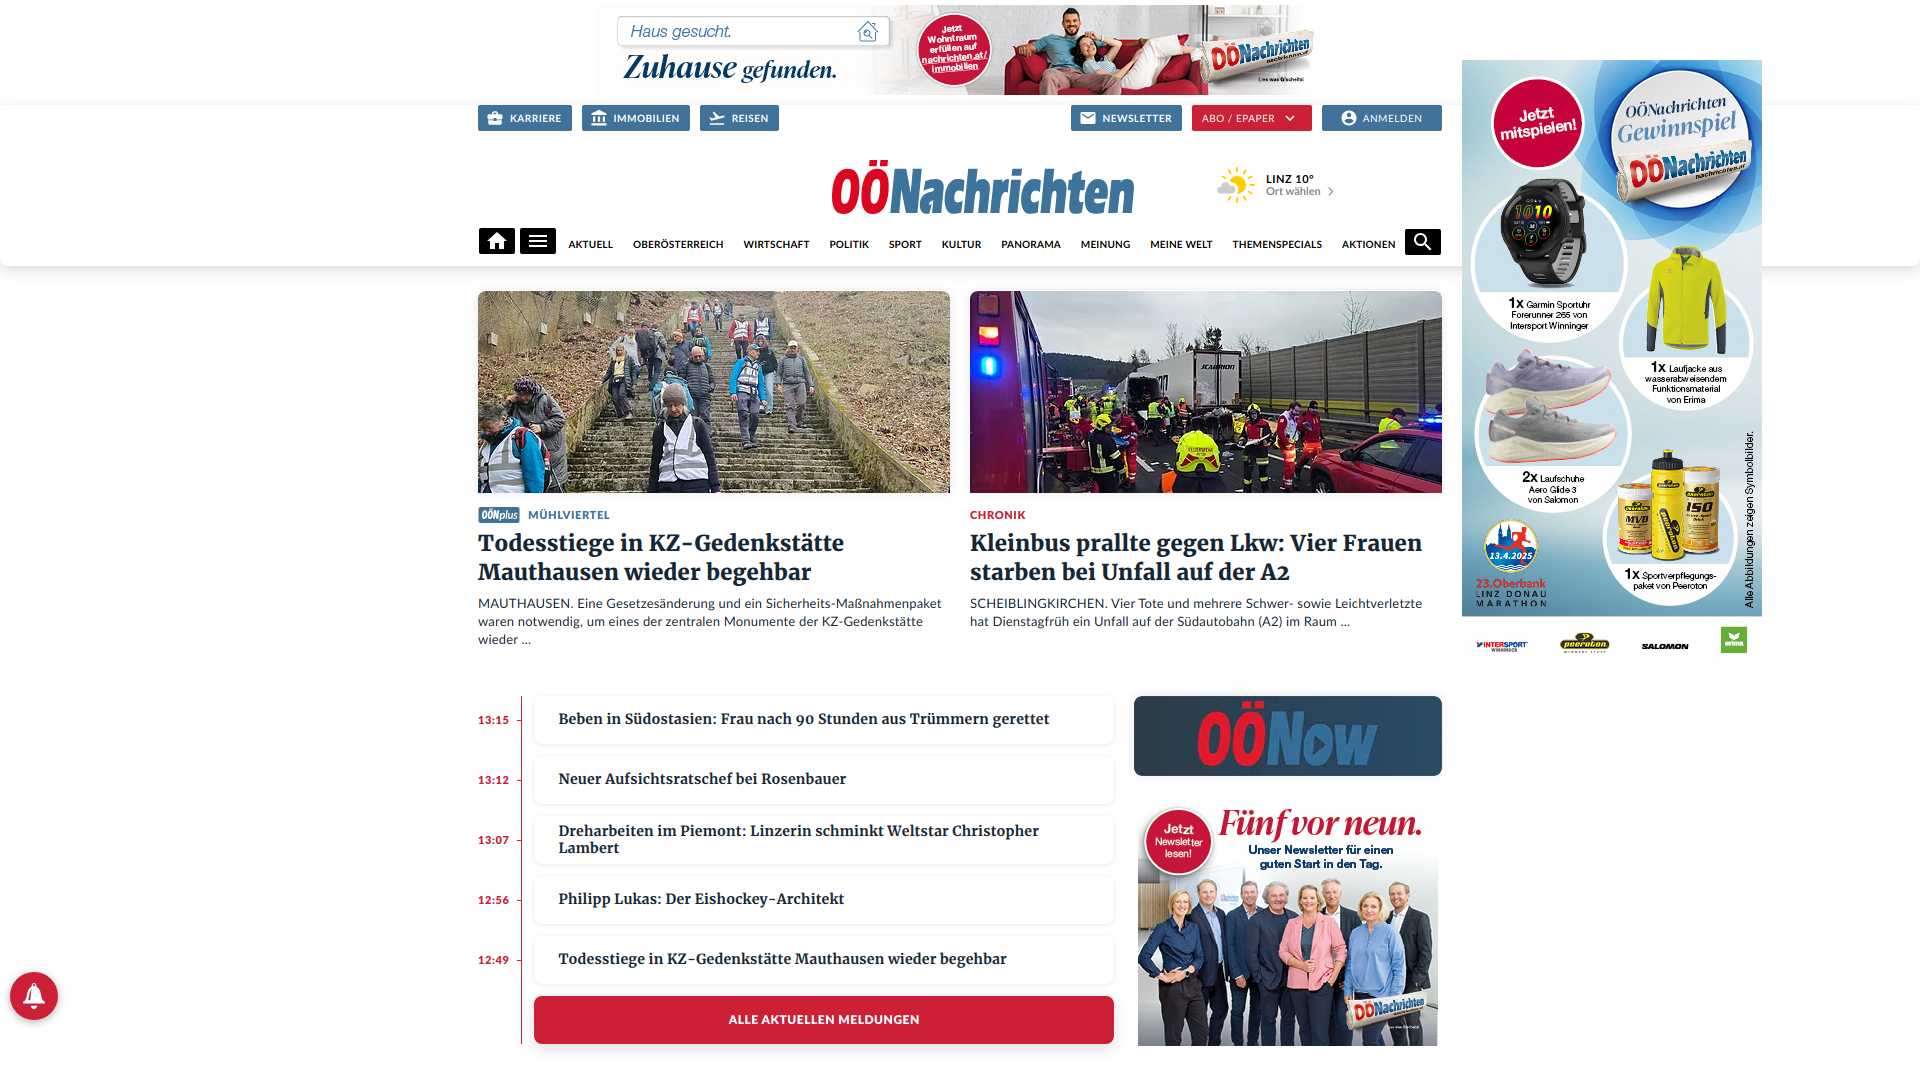 Haus gesucht.
Zuhause gefunden.
Jetzt
Wohntraum
erfüllen auf
nachrichten.at/
immobilien
OÖNachrichten
Lies was Gscheits!
KARRIERE
IMMOBILIEN
REISEN
NEWSLETTER
ABO / EPAPER
ANMELDEN
OÖNachrichten
LINZ 10°
Ort wählen
AKTUELL
OBERÖSTERREICH
WIRTSCHAFT
POLITIK
SPORT
KULTUR
PANORAMA
MEINUNG
MEINE WELT
THEMENSPECIALS
AKTIONEN
Jetzt
mitspielen!
OÖNachrichten
Gewinnspiel
OÖNachrichten
nachrichten.at
1x Garmin Sportuhr
Forerunner 265 von
Intersport Winninger
1x Laufjacke aus
wasserabweisendem
Funktionsmaterial
von Erima
2x Laufschuhe
Aero Glide 3
von Salomon
1x Sportverpflegungs-
paket von Peeroton
13.4.2025
23.Oberbank
LINZ DONAU
MARATHON
Alle Abbildungen zeigen Symbolbilder.
INTERSPORT
WINNINGER
peeroton
SALOMON
erima
OÖNplus MÜHLVIERTEL
Todesstiege in KZ-Gedenkstätte
Mauthausen wieder begehbar
MAUTHAUSEN. Eine Gesetzesänderung und ein Sicherheits-Maßnahmenpaket
waren notwendig, um eines der zentralen Monumente der KZ-Gedenkstätte
wieder ...
CHRONIK
Kleinbus prallte gegen Lkw: Vier Frauen
starben bei Unfall auf der A2
SCHEIBLINGKIRCHEN. Vier Tote und mehrere Schwer- sowie Leichtverletzte
hat Dienstagfrüh ein Unfall auf der Südautobahn (A2) im Raum ...
13:15 Beben in Südostasien: Frau nach 90 Stunden aus Trümmern gerettet
13:12 Neuer Aufsichtsratschef bei Rosenbauer
13:07 Dreharbeiten im Piemont: Linzerin schminkt Weltstar Christopher
Lambert
12:56 Philipp Lukas: Der Eishockey-Architekt
12:49 Todesstiege in KZ-Gedenkstätte Mauthausen wieder begehbar
ALLE AKTUELLEN MELDUNGEN
OÖNow
Jetzt
Newsletter
lesen!
Fünf vor neun.
Unser Newsletter für einen
guten Start in den Tag.
OÖNachrichten